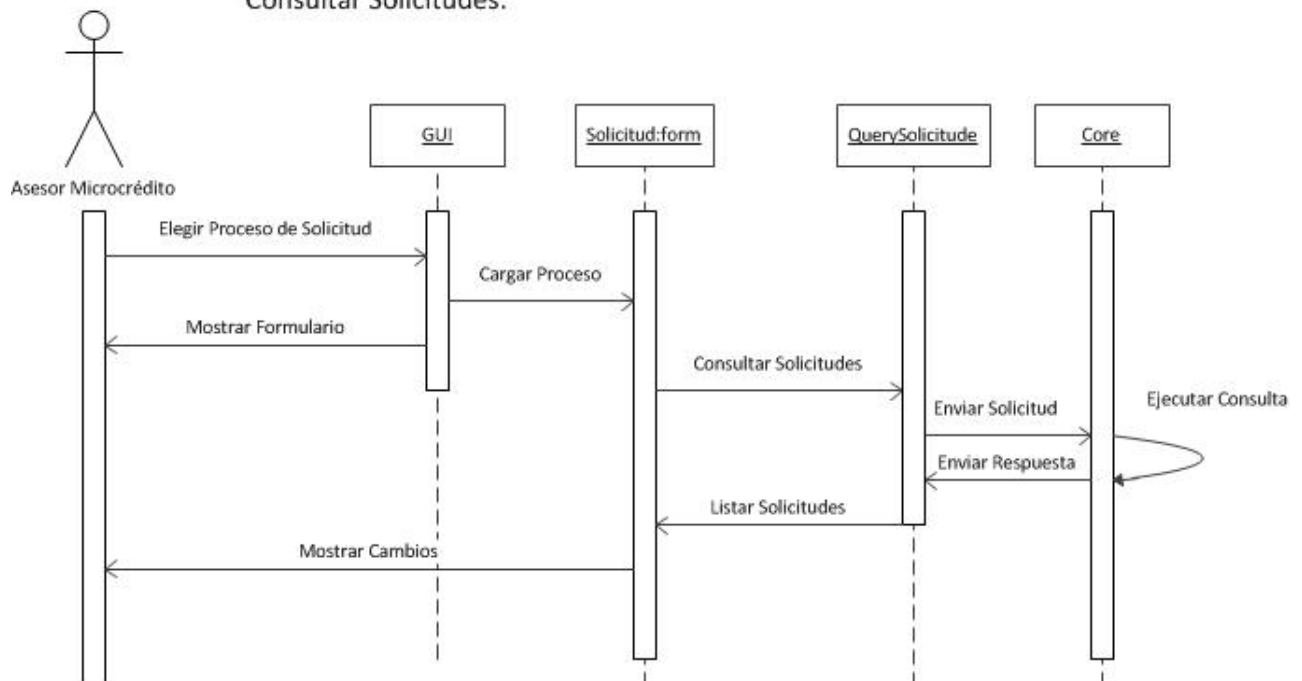 Consultar Solicitudes:
GUI
Solicitud:form
QuerySolicitude
Core
Asesor Microcrédito
Elegir Proceso de Solicitud
Cargar Proceso
Mostrar Formulario
Consultar Solicitudes
Enviar Solicitud
Ejecutar Consulta
Enviar Respuesta
Listar Solicitudes
Mostrar Cambios